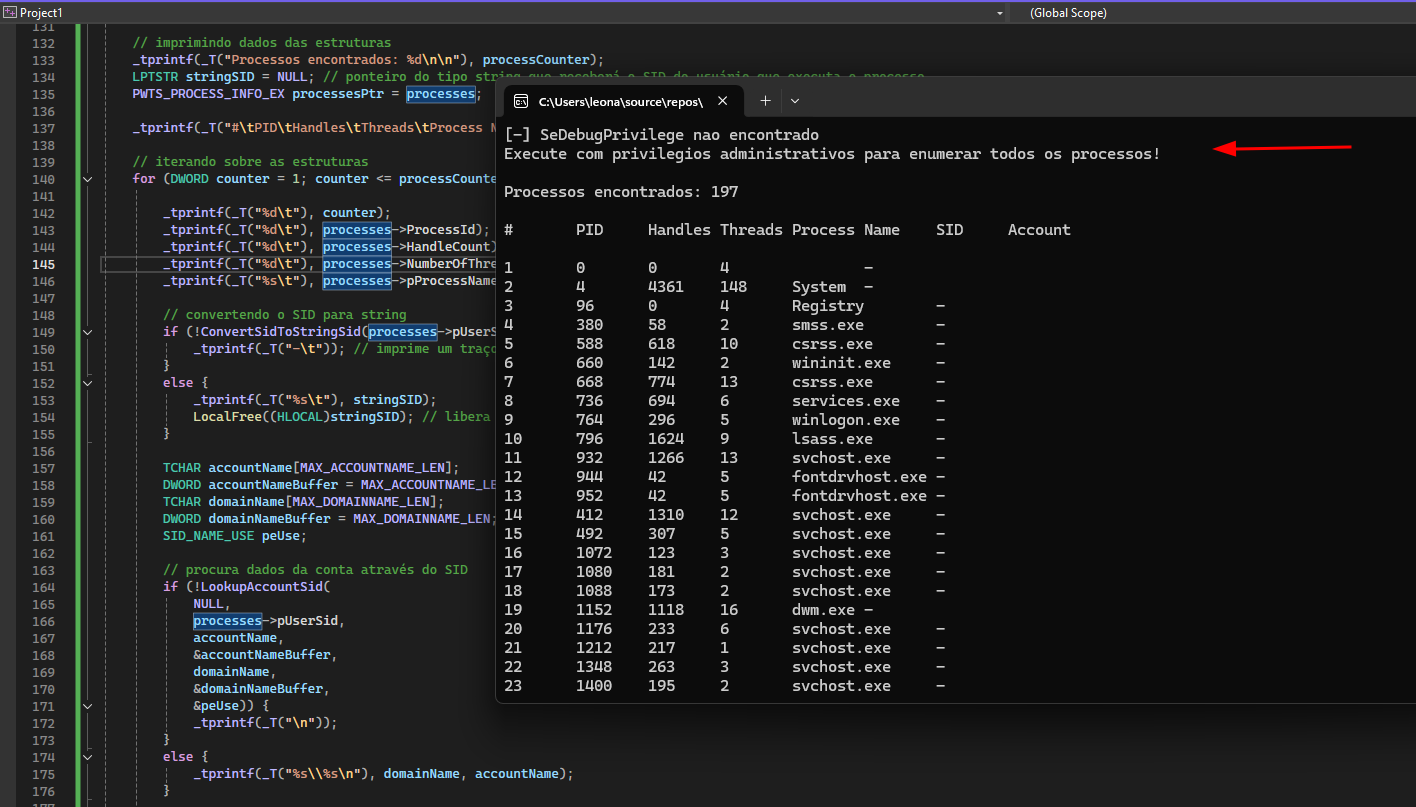 Project1
(Global Scope)
131
132 // imprimindo dados das estruturas
133 _tprintf(_T("Processos encontrados: %d\n\n"), processCounter);
134 LPTSTR stringSID = NULL; // ponteiro do tipo string que receberá o SID do usuário que executa o processo
135 PWTS_PROCESS_INFO_EX processesPtr = processes;
136
137 _tprintf(_T("#\tPID\tHandles\tThreads\tProcess N
138
139 // iterando sobre as estruturas
140 for (DWORD counter = 1; counter <= processCounte
141
142 _tprintf(_T("%d\t"), counter);
143 _tprintf(_T("%d\t"), processes->ProcessId);
144 _tprintf(_T("%d\t"), processes->HandleCount)
145 _tprintf(_T("%d\t"), processes->NumberOfThre
146 _tprintf(_T("%s\t"), processes->pProcessName
147
148 // convertendo o SID para string
149 if (!ConvertSidToStringSid(processes->pUserS
150 _tprintf(_T("-\t")); // imprime um traço
151 }
152 else {
153 _tprintf(_T("%s\t"), stringSID);
154 LocalFree((HLOCAL)stringSID); // libera
155 }
156
157 TCHAR accountName[MAX_ACCOUNTNAME_LEN];
158 DWORD accountNameBuffer = MAX_ACCOUNTNAME_LE
159 TCHAR domainName[MAX_DOMAINNAME_LEN];
160 DWORD domainNameBuffer = MAX_DOMAINNAME_LEN;
161 SID_NAME_USE peUse;
162
163 // procura dados da conta através do SID
164 if (!LookupAccountSid(
165 NULL,
166 processes->pUserSid,
167 accountName,
168 &accountNameBuffer,
169 domainName,
170 &domainNameBuffer,
171 &peUse)) {
172 _tprintf(_T("\n"));
173 }
174 else {
175 _tprintf(_T("%s\\%s\n"), domainName, accountName);
176 }
177
C:\Users\leona\source\repos\
[-] SeDebugPrivilege nao encontrado
Execute com privilegios administrativos para enumerar todos os processos!
Processos encontrados: 197
# PID Handles Threads Process Name SID Account
1 0 0 4 -
2 4 4361 148 System -
3 96 0 4 Registry -
4 380 58 2 smss.exe -
5 588 618 10 csrss.exe -
6 660 142 2 wininit.exe -
7 668 774 13 csrss.exe -
8 736 694 6 services.exe -
9 764 296 5 winlogon.exe -
10 796 1624 9 lsass.exe -
11 932 1266 13 svchost.exe -
12 944 42 5 fontdrvhost.exe -
13 952 42 5 fontdrvhost.exe -
14 412 1310 12 svchost.exe -
15 492 307 5 svchost.exe -
16 1072 123 3 svchost.exe -
17 1080 181 2 svchost.exe -
18 1088 173 2 svchost.exe -
19 1152 1118 16 dwm.exe -
20 1176 233 6 svchost.exe -
21 1212 217 1 svchost.exe -
22 1348 263 3 svchost.exe -
23 1400 195 2 svchost.exe -